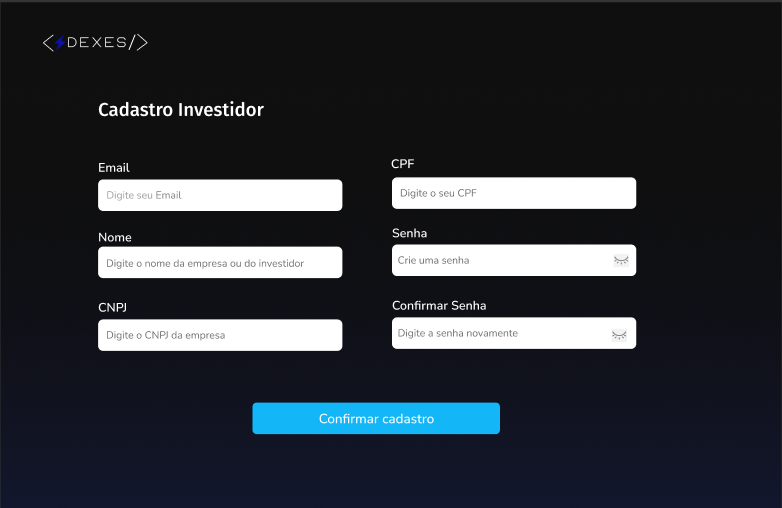 <⚡DEXES/>
Cadastro Investidor
Email
Digite seu Email
CPF
Digite o seu CPF
Nome
Digite o nome da empresa ou do investidor
Senha
Crie uma senha
CNPJ
Digite o CNPJ da empresa
Confirmar Senha
Digite a senha novamente
Confirmar cadastro